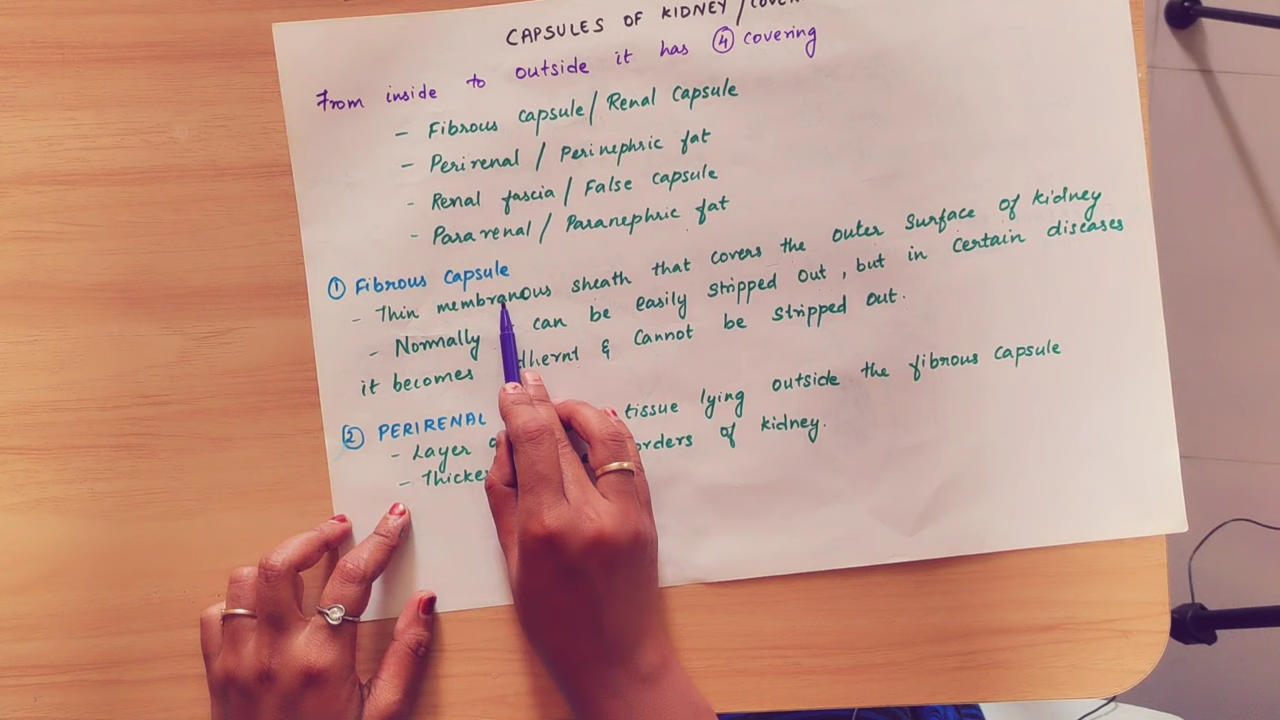 CAPSULES OF KIDNEY /
From inside to outside it has ④ covering
- Fibrous capsule / Renal capsule
- Perirenal / Perinephric fat
- Renal fascia / False capsule
- Pararenal / Paranephric fat
① Fibrous capsule
- Thin membranous sheath that covers the outer surface of kidney
- Normally can be easily stripped out, but in certain diseases
it becomes & cannot be stripped out.
② PERIRENAL
- Layer tissue lying outside the fibrous capsule
- of kidney.